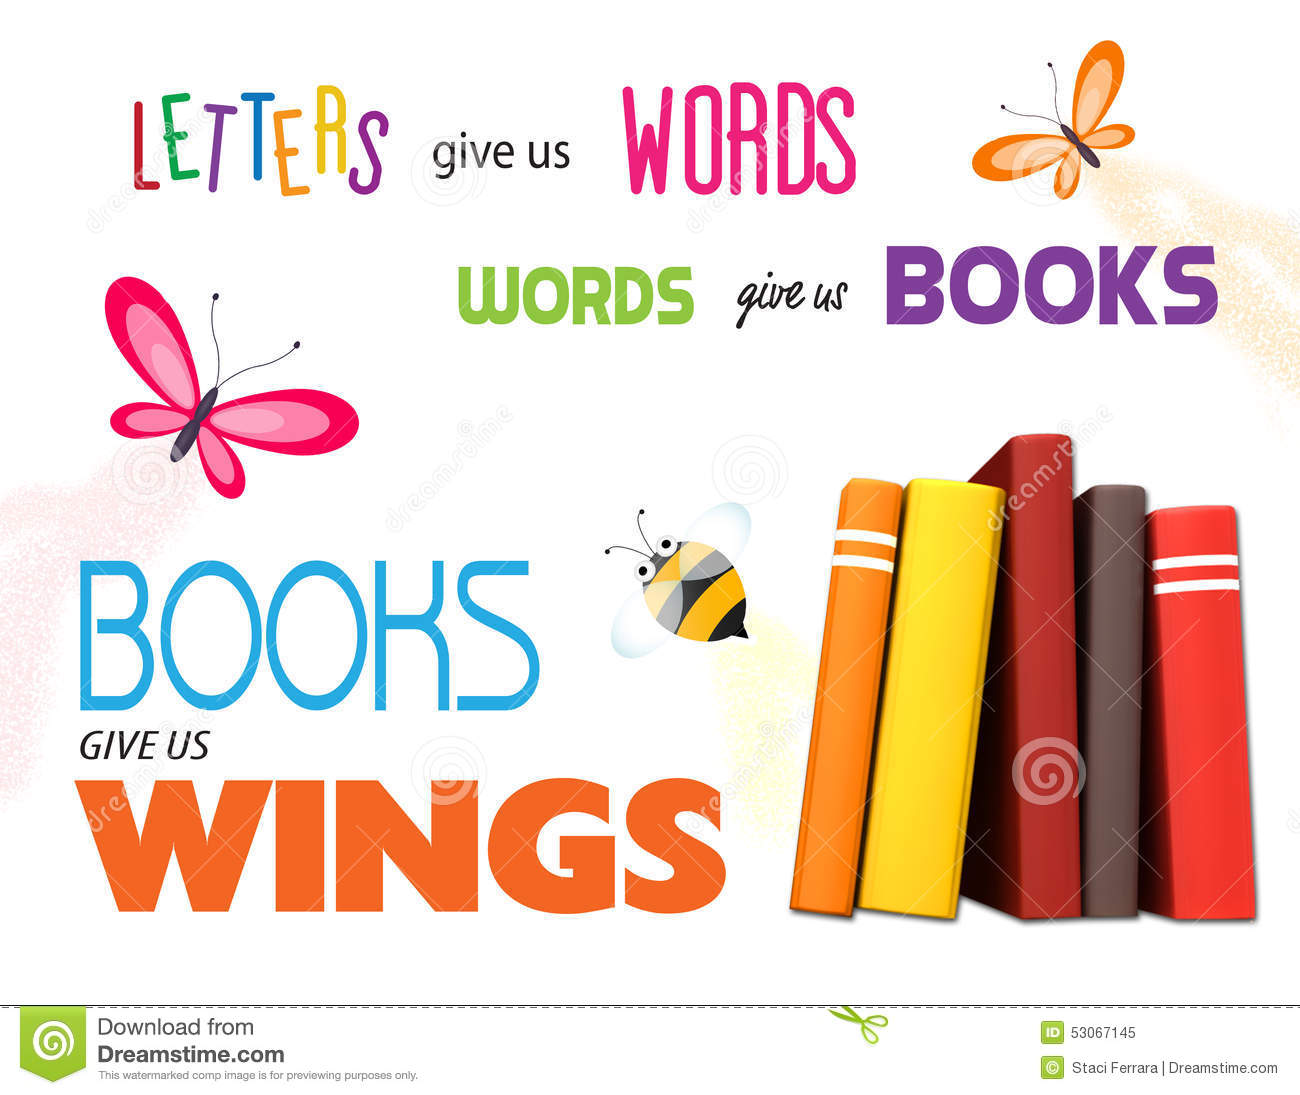 LETTERS give us WORDS
WORDS give us BOOKS
BOOKS
GIVE US
WINGS
Download from
Dreamstime.com
This watermarked comp image is for previewing purposes only.
ID 53067145
© Staci Ferrara | Dreamstime.com